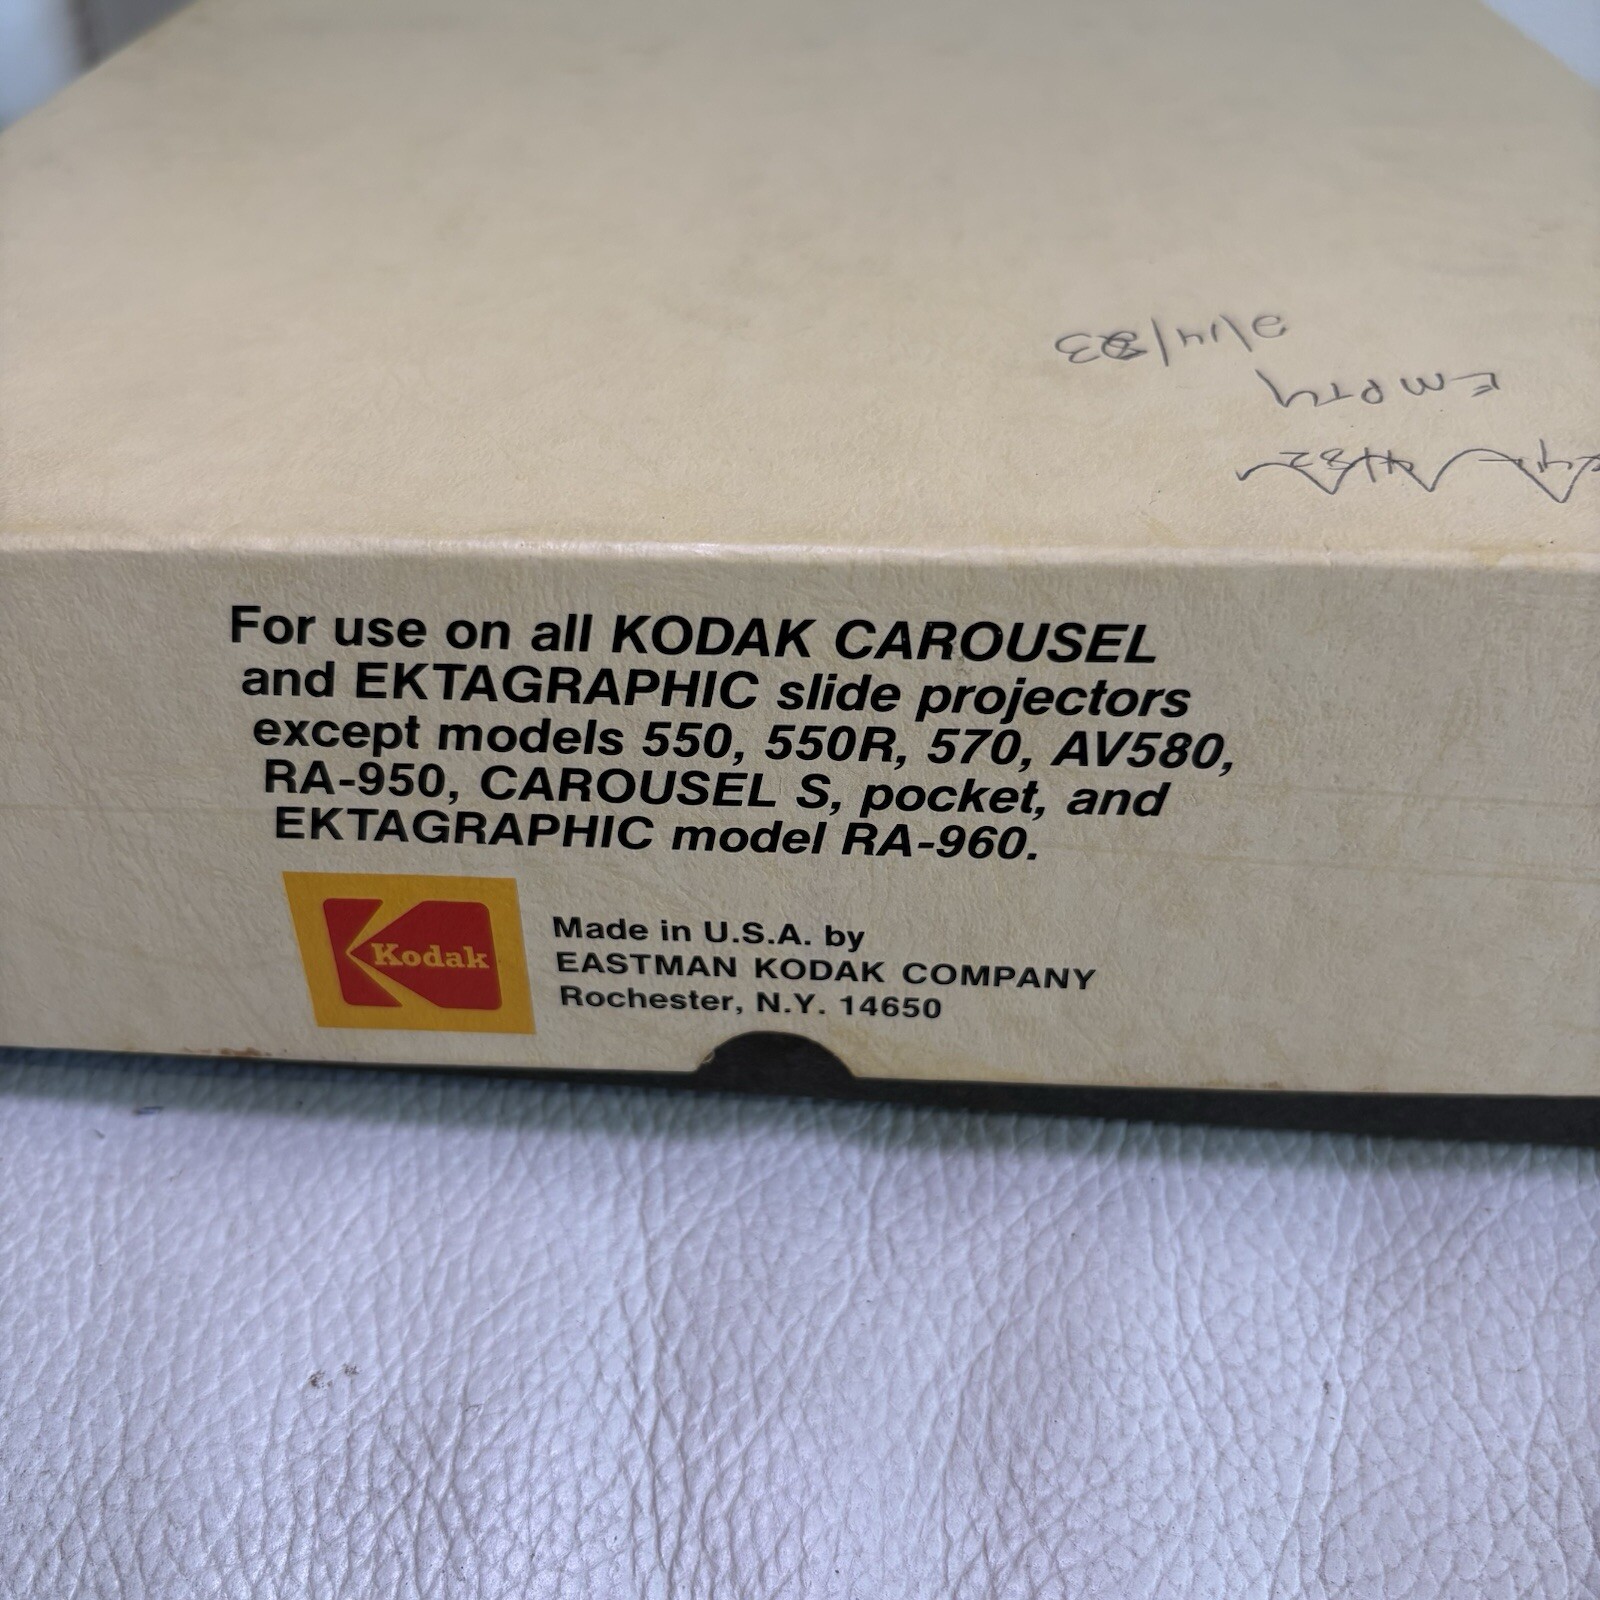 EMPTY
For use on all KODAK CAROUSEL
and EKTAGRAPHIC slide projectors
except models 550, 550R, 570, AV580,
RA-950, CAROUSEL S, pocket, and
EKTAGRAPHIC model RA-960.
Kodak
Made in U.S.A. by
EASTMAN KODAK COMPANY
Rochester, N.Y. 14650